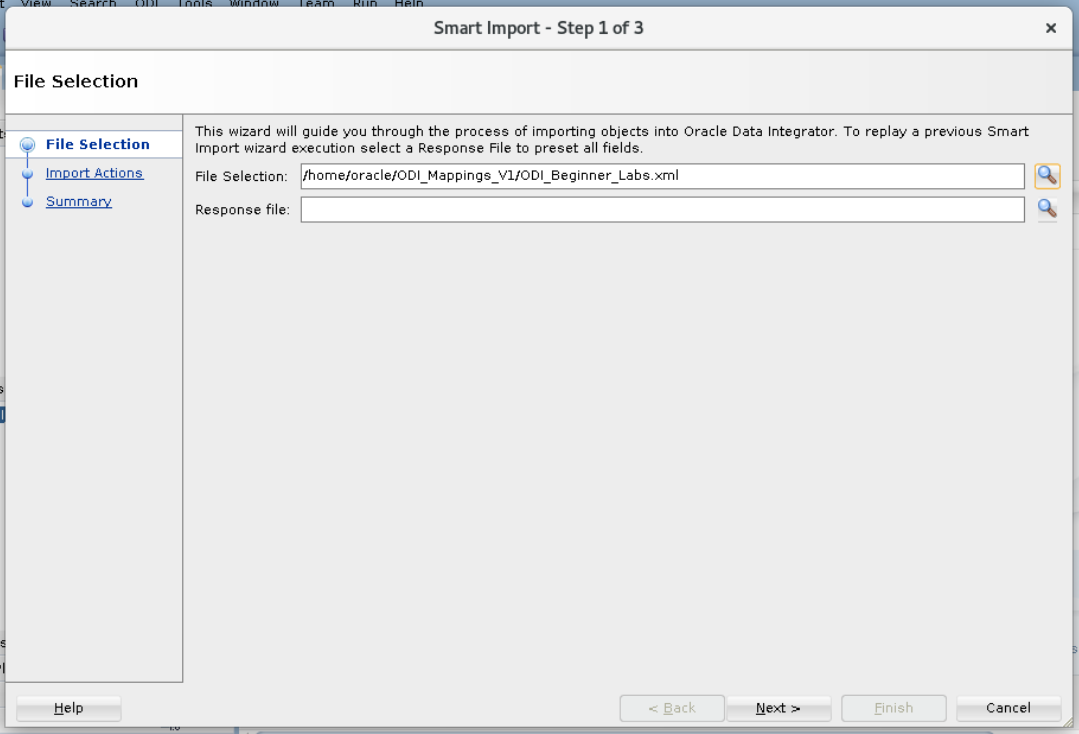 View Search ODI Tools Window Team Run Help
Smart Import - Step 1 of 3
File Selection
File Selection
Import Actions
Summary
This wizard will guide you through the process of importing objects into Oracle Data Integrator. To replay a previous Smart
Import wizard execution select a Response File to preset all fields.
File Selection: /home/oracle/ODI_Mappings_V1/ODI_Beginner_Labs.xml
Response file:
Help
< Back
Next >
Finish
Cancel